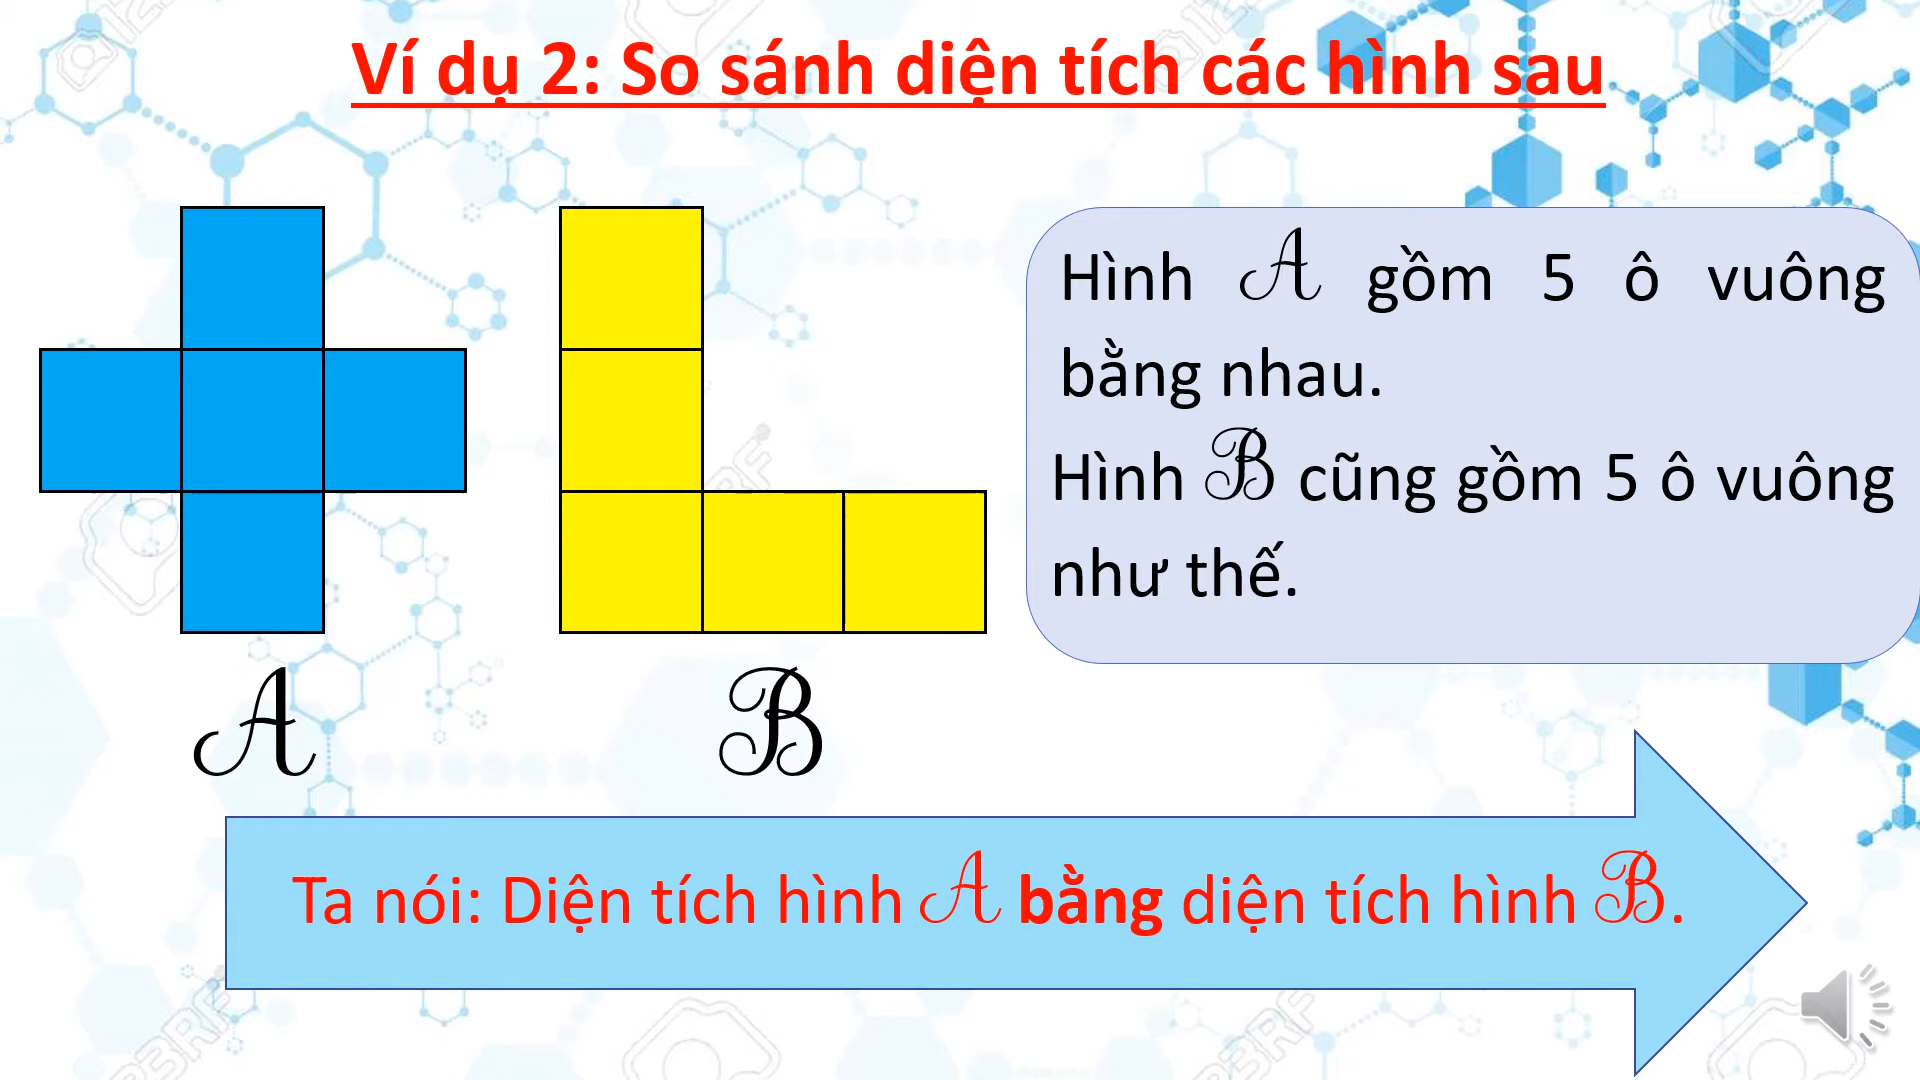 Ví dụ 2: So sánh diện tích các hình sau
Hình A gồm 5 ô vuông
bằng nhau.
Hình B cũng gồm 5 ô vuông
như thế.
A
B
Ta nói: Diện tích hình A bằng diện tích hình B.